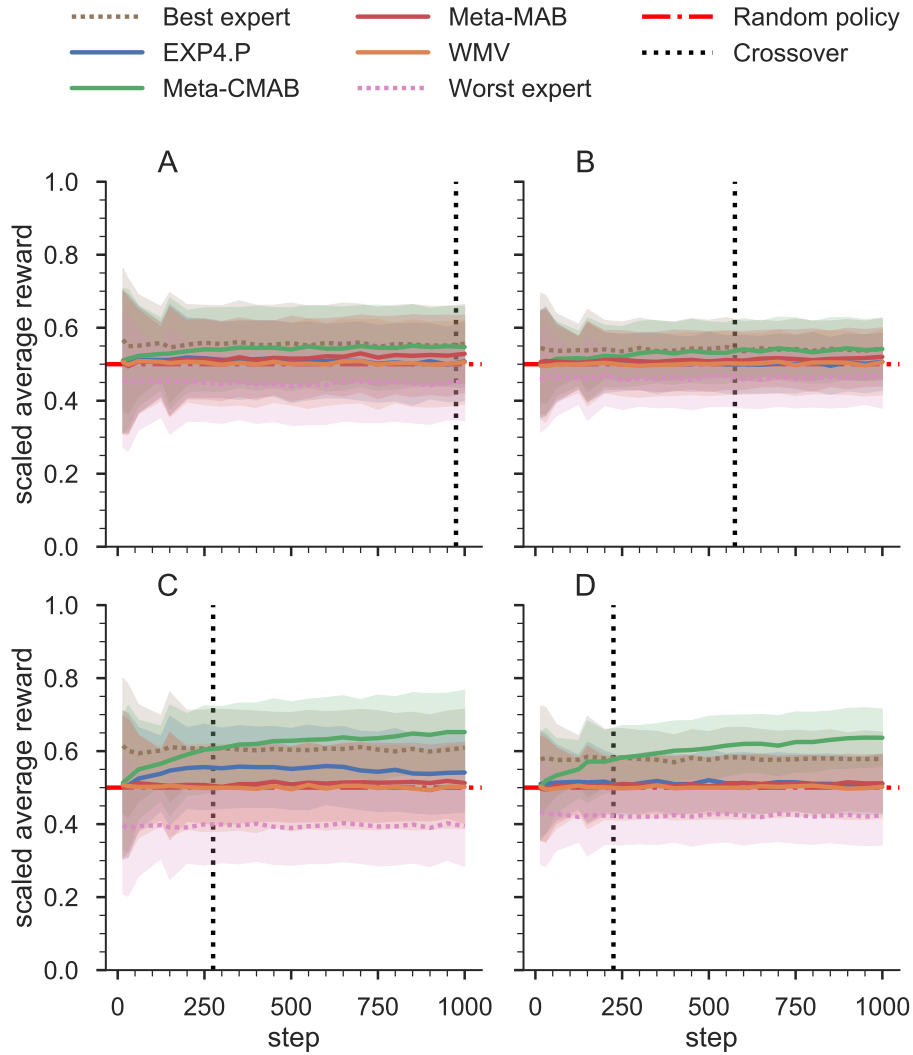 Best expert Meta-MAB Random policy
EXP4.P WMV Crossover
Meta-CMAB Worst expert
A B
1.0
0.8
0.6
0.4
0.2
0.0
scaled average reward
C D
1.0
0.8
0.6
0.4
0.2
0.0
scaled average reward
0 250 500 750 1000 0 250 500 750 1000
step step